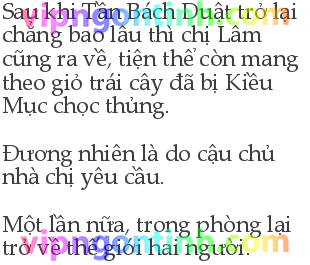 Sau khi Tần Bách Duật trở lại
chẳng bao lâu thì chị Lâm
cũng ra về, tiện thể còn mang
theo giỏ trái cây đã bị Kiều
Mục chọc thủng.
Đương nhiên là do cậu chủ
nhà chị yêu cầu.
Một lần nữa, trong phòng lại
trở về thế giới hai người.
vipngontinh.com
vipngontinh.com